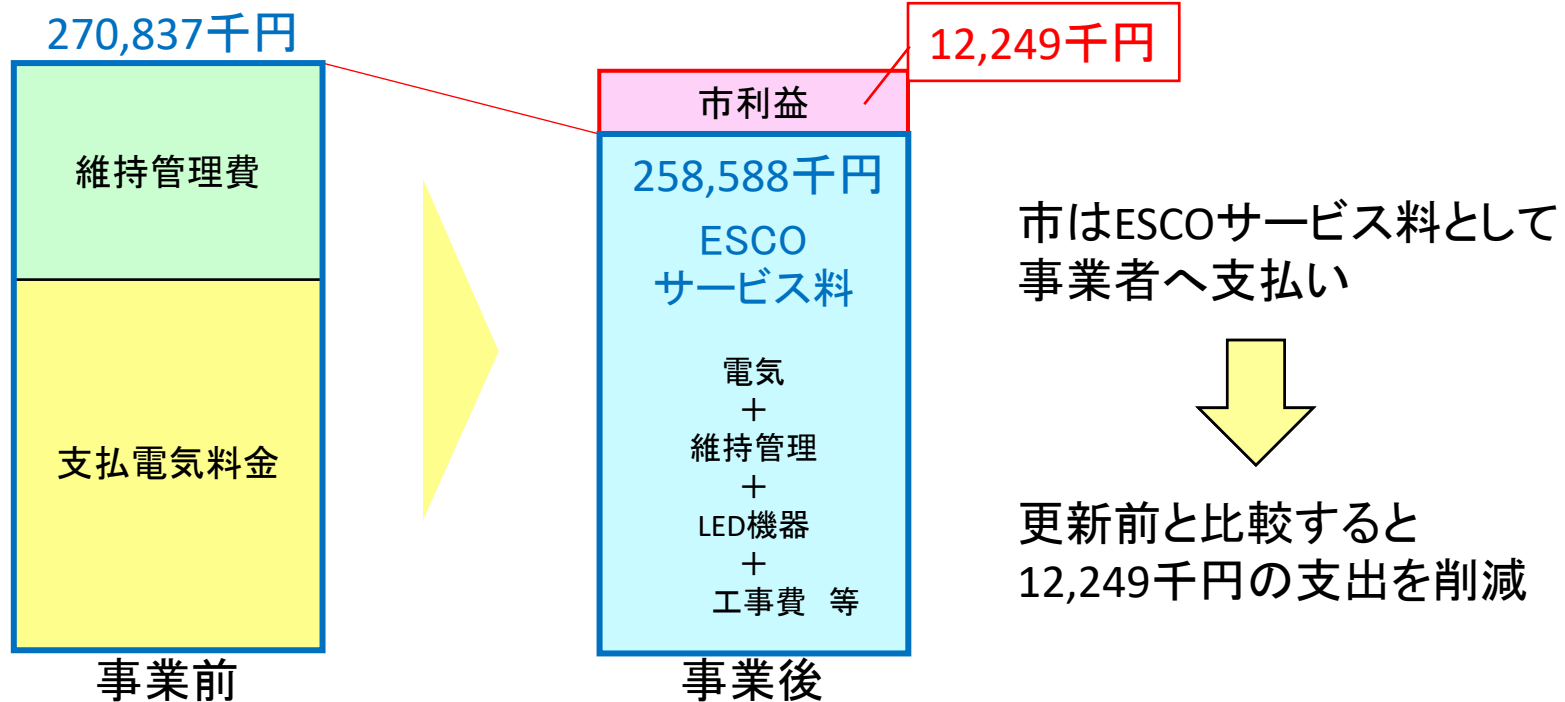 270,837千円
維持管理費
支払電気料金
事業前
12,249千円
市利益
258,588千円
ESCO
サービス料
電気
＋
維持管理
＋
LED機器
＋
工事費　等
事業後
市はESCOサービス料として
事業者へ支払い
更新前と比較すると
12,249千円の支出を削減